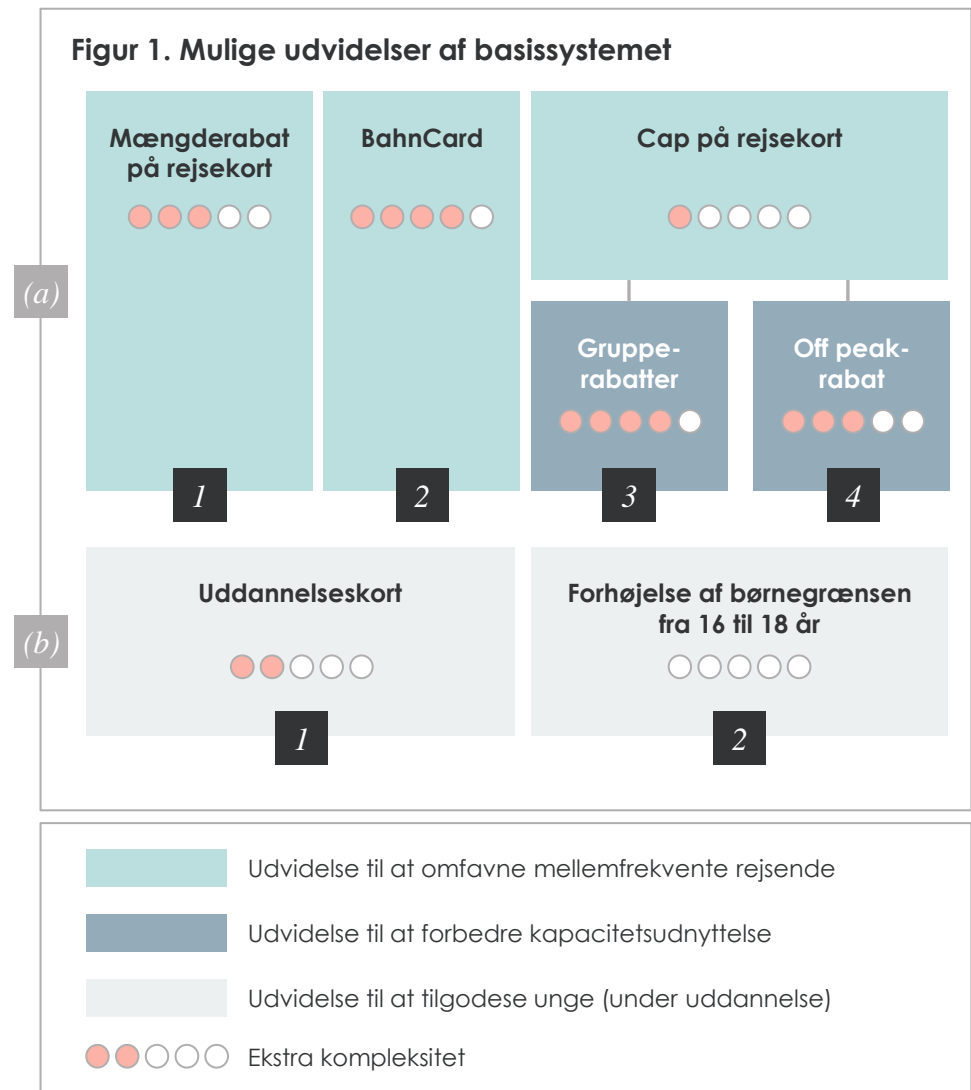 Figur 1. Mulige udvidelser af basissystemet
Mængderabat
på rejsekort
BahnCard
Cap på rejsekort
(a)
Gruppe-
rabatter
Off peak-
rabat
1
2
3
4
Uddannelseskort
Forhøjelse af børnegrænsen
fra 16 til 18 år
(b)
1
2
Udvidelse til at omfavne mellemfrekvente rejsende
Udvidelse til at forbedre kapacitetsudnyttelse
Udvidelse til at tilgodese unge (under uddannelse)
Ekstra kompleksitet